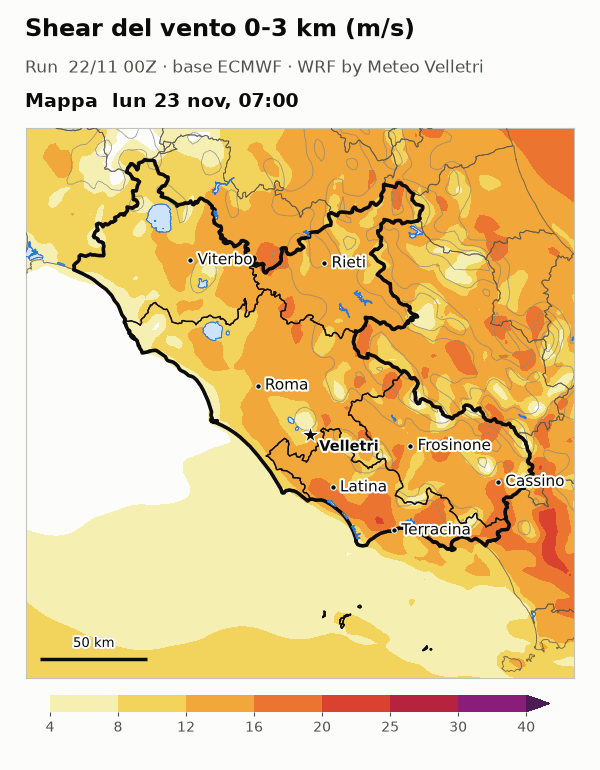 Shear del vento 0-3 km (m/s)
Run  22/11 00Z · base ECMWF · WRF by Meteo Velletri
Mappa  lun 23 nov, 07:00
Viterbo
Rieti
Roma
Velletri
Frosinone
Cassino
Latina
Terracina
50 km
4 8 12 16 20 25 30 40